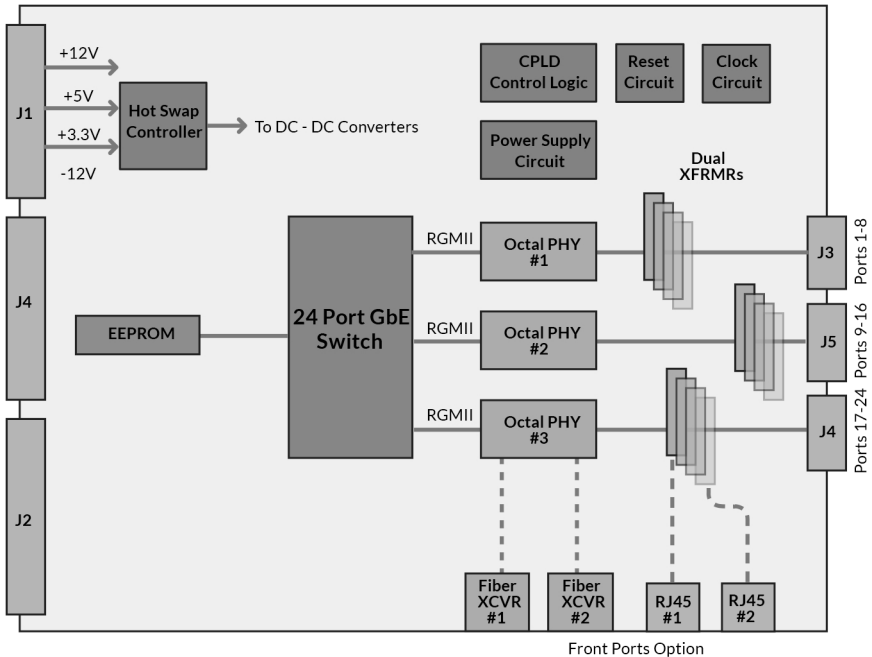 J1
+12V
+5V
+3.3V
-12V
Hot Swap
Controller
To DC - DC Converters
CPLD
Control Logic
Reset
Circuit
Clock
Circuit
Power Supply
Circuit
Dual
XFRMRs
J4
EEPROM
24 Port GbE
Switch
RGMII
Octal PHY
#1
J3
Ports 1-8
RGMII
Octal PHY
#2
J5
Ports 9-16
RGMII
Octal PHY
#3
J4
Ports 17-24
J2
Fiber
XCVR
#1
Fiber
XCVR
#2
RJ45
#1
RJ45
#2
Front Ports Option